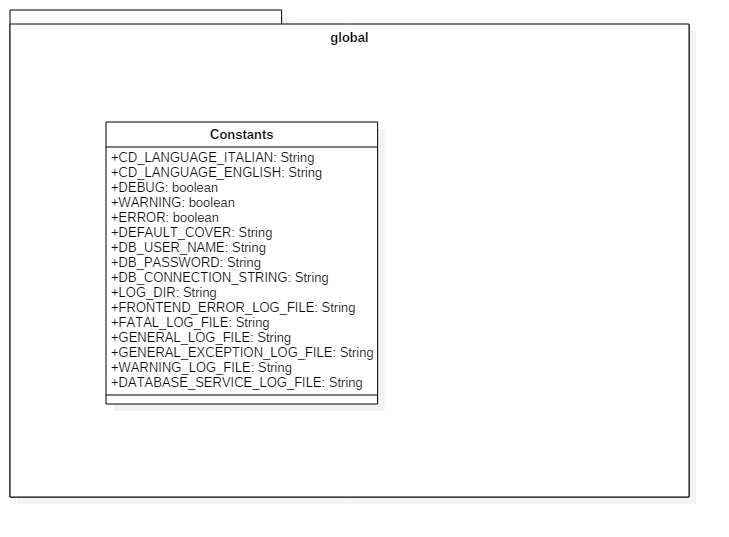 global
Constants
+CD_LANGUAGE_ITALIAN: String
+CD_LANGUAGE_ENGLISH: String
+DEBUG: boolean
+WARNING: boolean
+ERROR: boolean
+DEFAULT_COVER: String
+DB_USER_NAME: String
+DB_PASSWORD: String
+DB_CONNECTION_STRING: String
+LOG_DIR: String
+FRONTEND_ERROR_LOG_FILE: String
+FATAL_LOG_FILE: String
+GENERAL_LOG_FILE: String
+GENERAL_EXCEPTION_LOG_FILE: String
+WARNING_LOG_FILE: String
+DATABASE_SERVICE_LOG_FILE: String